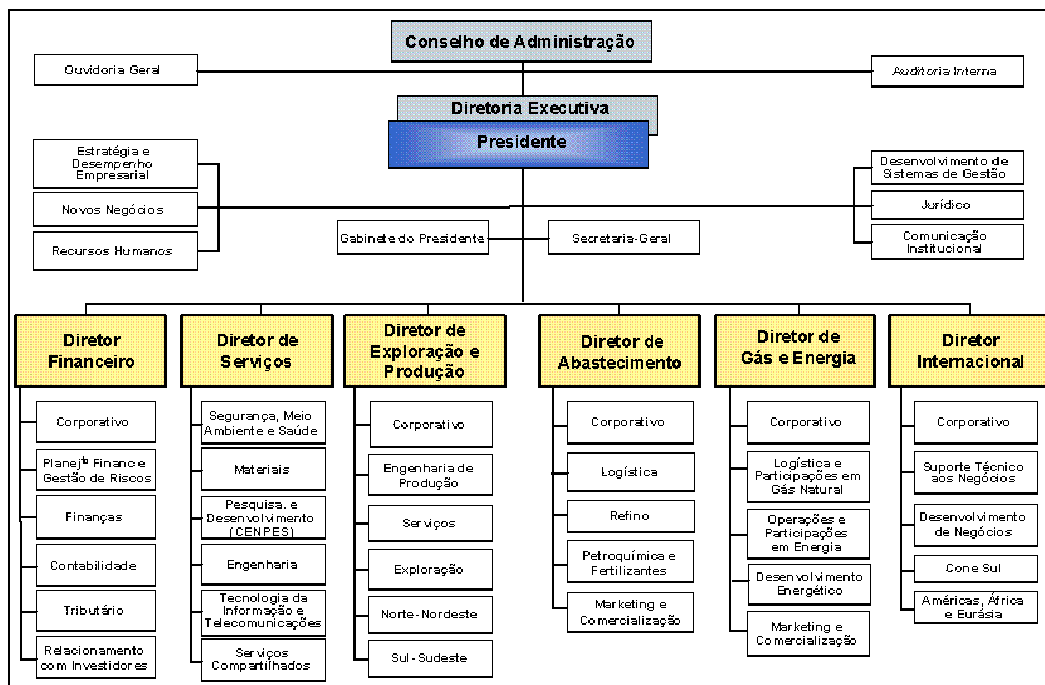 Conselho de Administração
Ouvidoria Geral
Auditoria Interna
Diretoria Executiva
Presidente
Estratégia e
Desempenho
Empresarial
Novos Negócios
Recursos Humanos
Desenvolvimento de
Sistemas de Gestão
Jurídico
Comunicação
Institucional
Gabinete do Presidente
Secretaria-Geral
Diretor
Financeiro
Corporativo
Planejto Financ e
Gestão de Riscos
Finanças
Contabilidade
Tributário
Relacionamento
com Investidores
Diretor de
Serviços
Segurança, Meio
Ambiente e Saúde
Materiais
Pesquisa. e
Desenvolvimento
(CENPES)
Engenharia
Tecnologia da
Informação e
Telecomunicações
Serviços
Compartilhados
Diretor de
Exploração e
Produção
Corporativo
Engenharia de
Produção
Serviços
Exploração
Norte-Nordeste
Sul-Sudeste
Diretor de
Abastecimento
Corporativo
Logística
Refino
Petroquímica e
Fertilizantes
Marketing e
Comercialização
Diretor de
Gás e Energia
Corporativo
Logística e
Participações em
Gás Natural
Operações e
Participações
em Energia
Desenvolvimento
Energético
Marketing e
Comercialização
Diretor
Internacional
Corporativo
Suporte Técnico
aos Negócios
Desenvolvimento
de Negócios
Cone Sul
Américas, África
e Eurásia